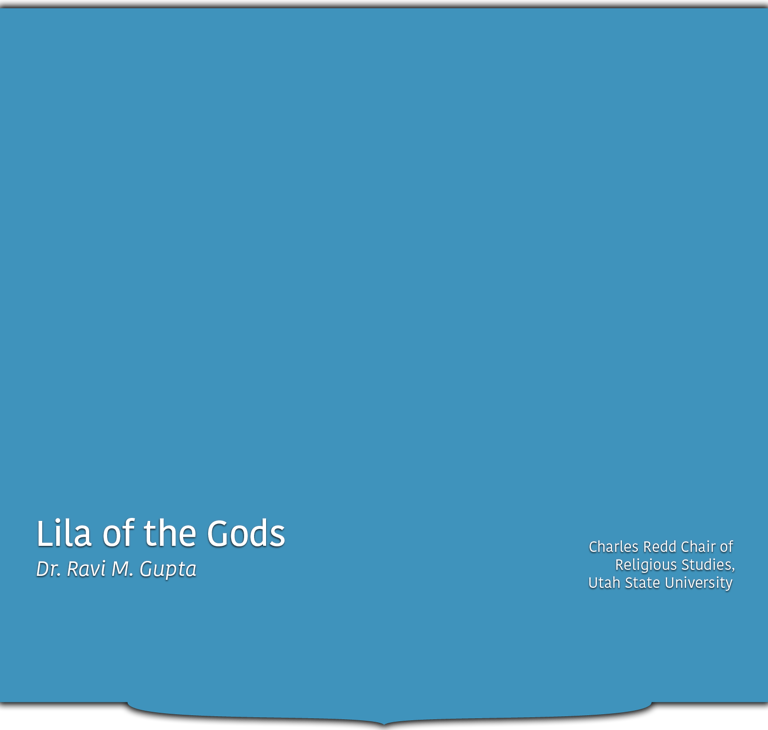 Lila of the Gods
Dr. Ravi M. Gupta
Charles Redd Chair of
Religious Studies,
Utah State University